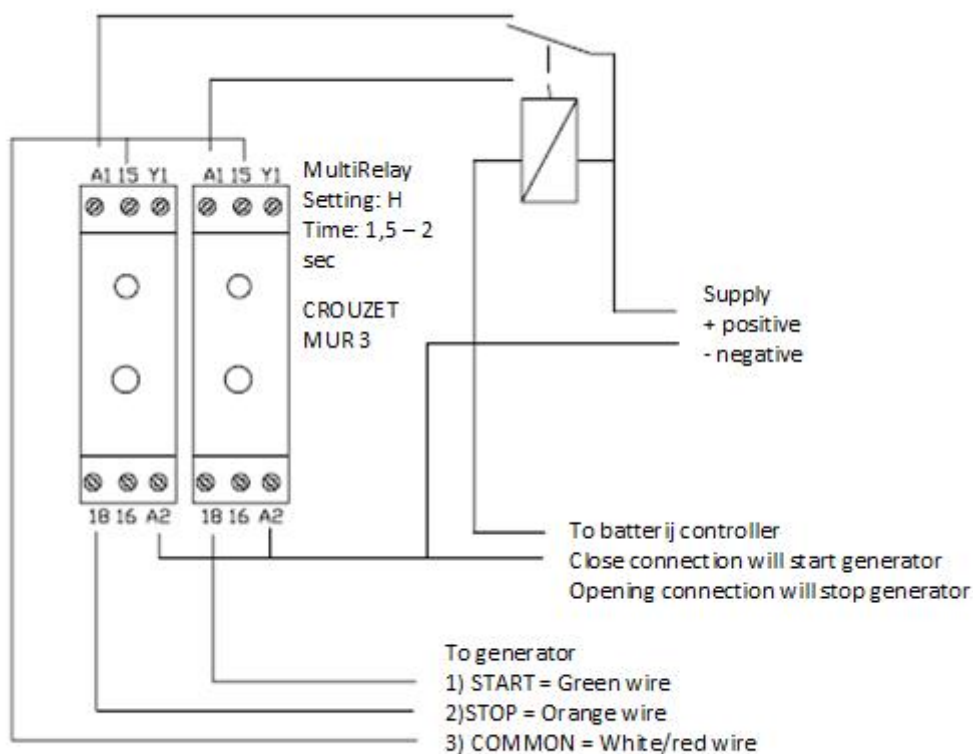 A1 15 Y1
A1 15 Y1
MultiRelay
Setting: H
Time: 1,5 – 2
sec
CROUZET
MUR 3
Supply
+ positive
- negative
18 16 A2
18 16 A2
To batterij controller
Close connection will start generator
Opening connection will stop generator
To generator
1) START = Green wire
2)STOP = Orange wire
3) COMMON = White/red wire